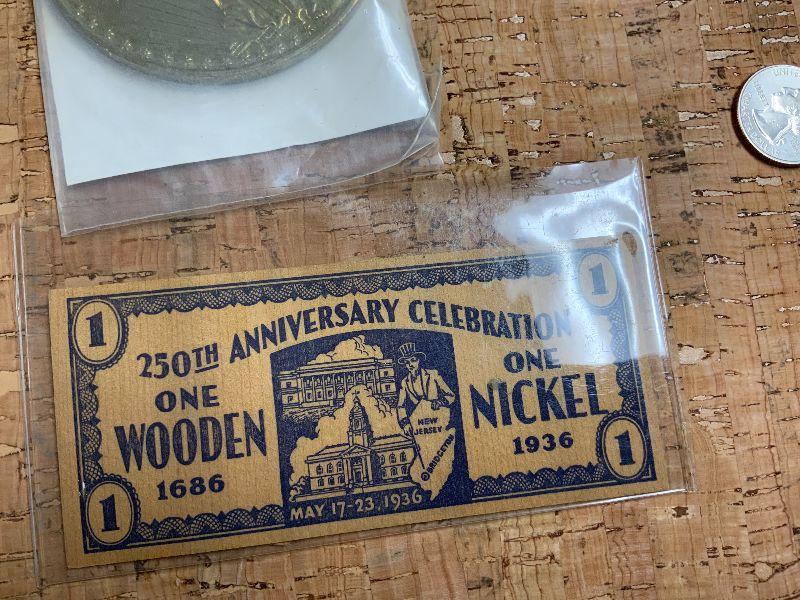 1
1
250TH ANNIVERSARY CELEBRATION
ONE
WOODEN
1686
NEW
JERSEY
BRIDGETON
MAY 17-23, 1936
ONE
NICKEL
1936
1
1